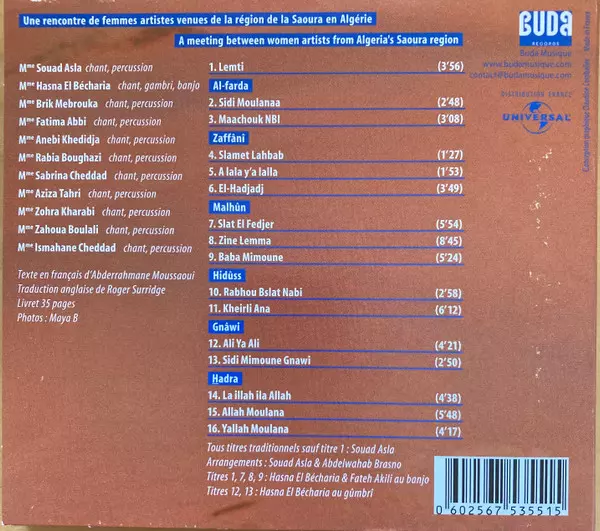 Une rencontre de femmes artistes venues de la région de la Saoura en Algérie
A meeting between women artists from Algeria's Saoura region
BUDA
RECORDS
Buda Musique
www.budamusique.com
contact@budamusique.com
DISTRIBUTION FRANCE
UNIVERSAL
Made in France
Mme Souad Asla chant, percussion
Mme Hasna El Bécharia chant, gambri, banjo
Mme Brik Mebrouka chant, percussion
Mme Fatima Abbi chant, percussion
Mme Anebi Khedidja chant, percussion
Mme Rabia Boughazi chant, percussion
Mme Sabrina Cheddad chant, percussion
Mme Aziza Tahri chant, percussion
Mme Zohra Kharabi chant, percussion
Mme Zahoua Boulali chant, percussion
Mme Ismahane Cheddad chant, percussion
Texte en français d'Abderrahmane Moussaoui
Traduction anglaise de Roger Surridge
Livret 35 pages
Photos : Maya B
1. Lemti (3'56)
Al-farda
2. Sidi Moulanaa (2'48)
3. Maachouk NBI (3'08)
Zaffânî
4. Slamet Lahbab (1'27)
5. A lala y'a lalla (1'53)
6. El-Hadjadj (3'49)
Malhûn
7. Slat El Fedjer (5'54)
8. Zine Lemma (8'45)
9. Baba Mimoune (5'24)
Hidûss
10. Rabhou Bslat Nabi (2'58)
11. Kheirli Ana (6'12)
Gnâwi
12. Ali Ya Ali (4'21)
13. Sidi Mimoune Gnawi (2'50)
Ḥadra
14. La illah ila Allah (4'38)
15. Allah Moulana (5'48)
16. Yallah Moulana (4'17)
Tous titres traditionnels sauf titre 1 : Souad Asla
Arrangements : Souad Asla & Abdelwahab Brasno
Titres 1, 7, 8, 9 : Hasna El Bécharia & Fateh Akili au banjo
Titres 12, 13 : Hasna El Bécharia au gûmbrî
0 602567 535515